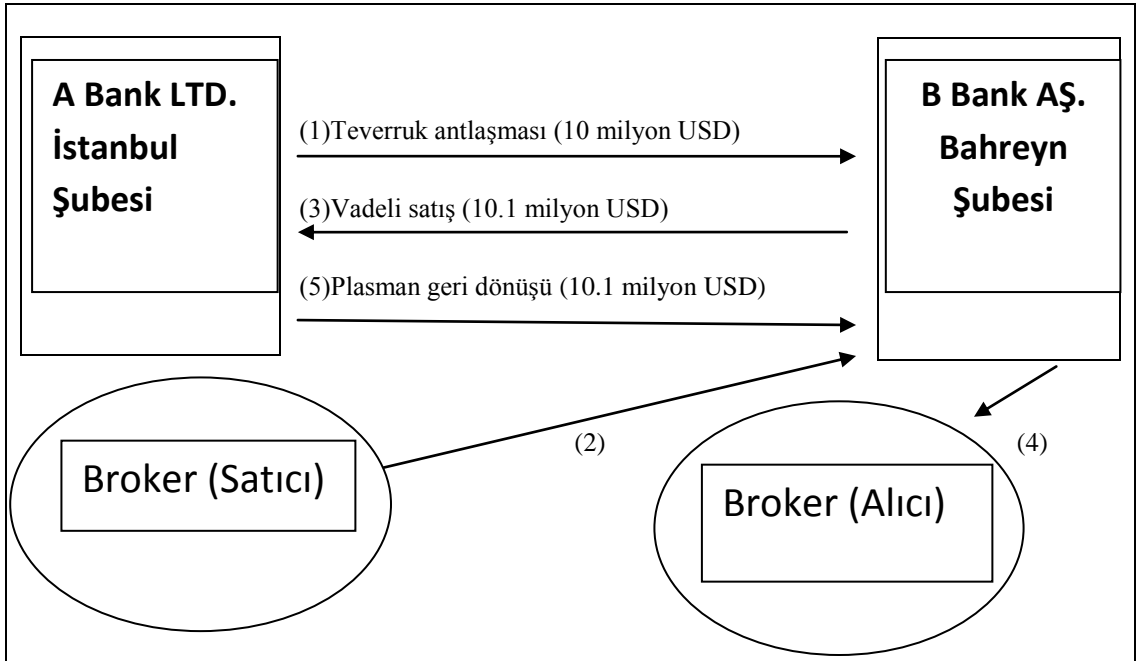 A Bank LTD.
İstanbul
Şubesi
B Bank AŞ.
Bahreyn
Şubesi
(1)Teverruk antlaşması (10 milyon USD)
(3)Vadeli satış (10.1 milyon USD)
(5)Plasman geri dönüşü (10.1 milyon USD)
(2)
(4)
Broker (Satıcı)
Broker (Alıcı)